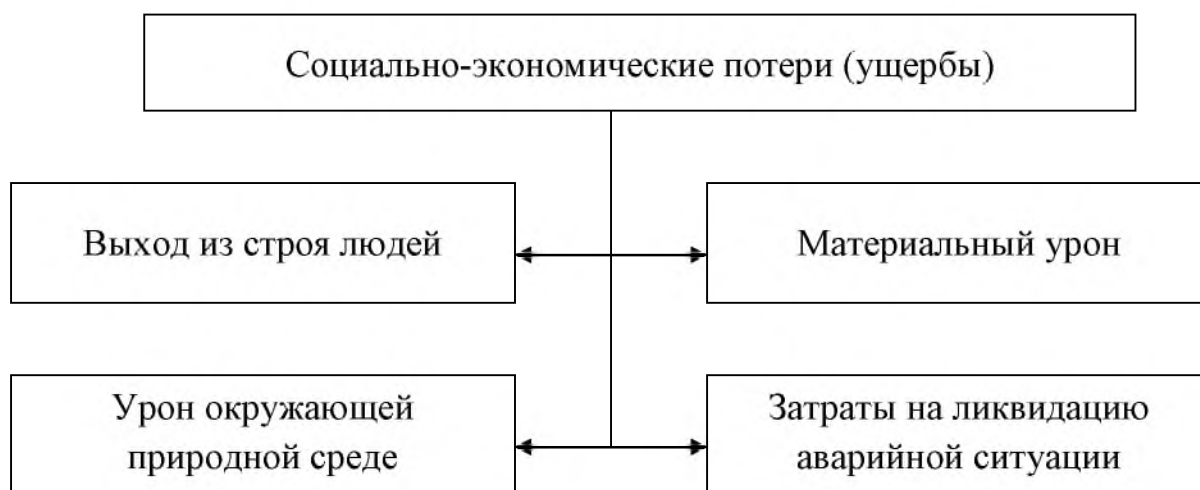 Социально-экономические потери (ущербы)
Выход из строя людей
Материальный урон
Урон окружающей
природной среде
Затраты на ликвидацию
аварийной ситуации